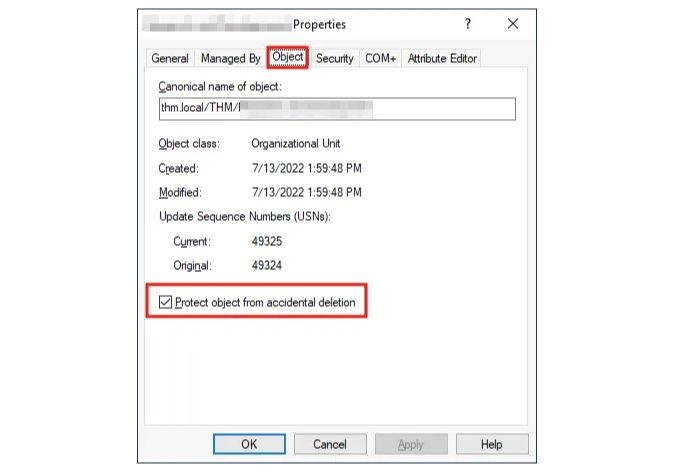 Properties
?
General Managed By Object Security COM+ Attribute Editor
Canonical name of object:
thm.local/THM/
Object class: Organizational Unit
Created: 7/13/2022 1:59:48 PM
Modified: 7/13/2022 1:59:48 PM
Update Sequence Numbers (USNs):
Current: 49325
Original: 49324
Protect object from accidental deletion
OK Cancel Apply Help